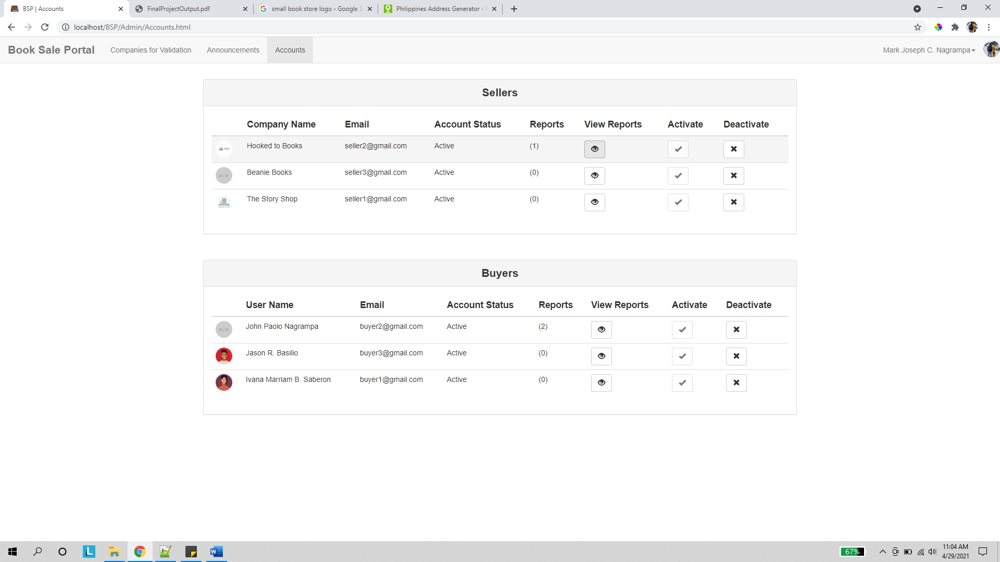 BSP | Accounts
FinalProjectOutput.pdf
small book store logo - Google S
Philippines Address Generator -
localhost/BSP/Admin/Accounts.html
Book Sale Portal Companies for Validation Announcements Accounts Mark Joseph C. Nagrampa
Sellers
Company Name Email Account Status Reports View Reports Activate Deactivate
Hooked to Books seller2@gmail.com Active (1)
Beanie Books seller3@gmail.com Active (0)
The Story Shop seller1@gmail.com Active (0)
Buyers
User Name Email Account Status Reports View Reports Activate Deactivate
John Paolo Nagrampa buyer2@gmail.com Active (2)
Jason R. Basilio buyer3@gmail.com Active (0)
Ivana Marriam B. Saberon buyer1@gmail.com Active (0)
67%
11:04 AM
4/29/2021